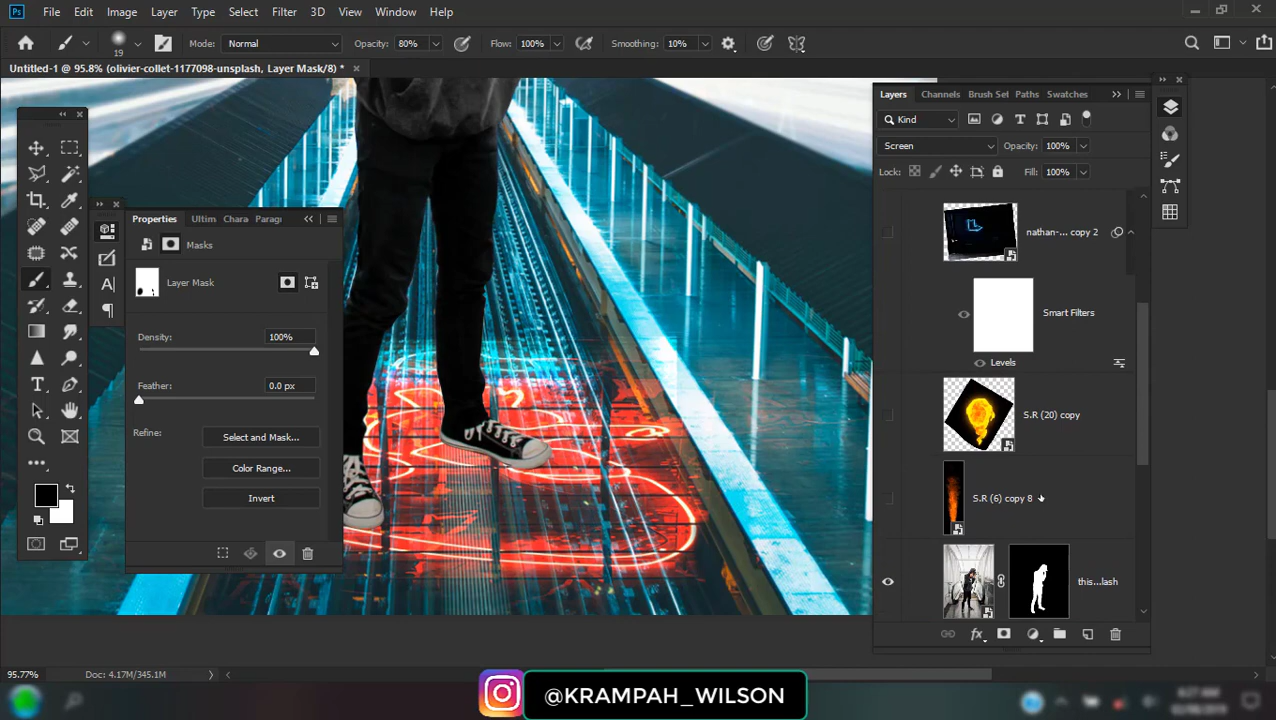 Ps File Edit Image Layer Type Select Filter 3D View Window Help
19 Mode: Normal Opacity: 80% Flow: 100% Smoothing: 10%
Untitled-1 @ 95.8% (olivier-collet-1177098-unsplash, Layer Mask/8) *
Properties Ultim Chara Paragi
Masks
Layer Mask
Density: 100%
Feather: 0.0 px
Refine: Select and Mask...
Color Range...
Invert
Layers Channels Brush Set Paths Swatches
Kind
Screen Opacity: 100%
Lock: Fill: 100%
nathan-... copy 2
Smart Filters
Levels
S.R (20) copy
S.R (6) copy 8
this...lash
fx
95.77% Doc: 4.17M/345.1M
@KRAMPAH_WILSON